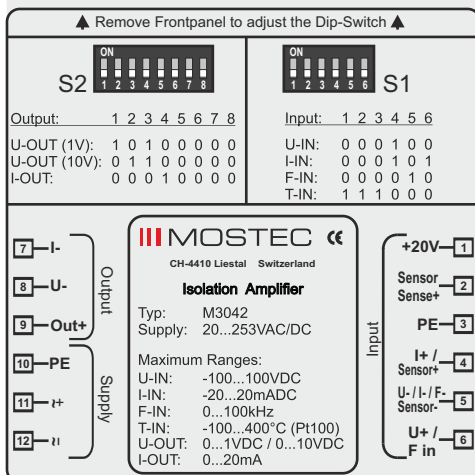 Remove Frontpanel to adjust the Dip-Switch
S2
ON
1 2 3 4 5 6 7 8
ON
1 2 3 4 5 6
S1
Output: 1 2 3 4 5 6 7 8
U-OUT (1V): 1 0 1 0 0 0 0 0
U-OUT (10V): 0 1 1 0 0 0 0 0
I-OUT: 0 0 0 1 0 0 0 0
Input: 1 2 3 4 5 6
U-IN: 0 0 0 1 0 0
I-IN: 0 0 0 1 0 1
F-IN: 0 0 0 0 1 0
T-IN: 1 1 1 0 0 0
7 I-
8 U-
9 Out+
Output
10 PE
11 ≀+
12 ≀=
Supply
MOSTEC CE
CH-4410 Liestal Switzerland
Isolation Amplifier
Typ: M3042
Supply: 20...253VAC/DC
Maximum Ranges:
U-IN: -100...100VDC
I-IN: -20...20mADC
F-IN: 0...100kHz
T-IN: -100...400°C (Pt100)
U-OUT: 0...1VDC / 0...10VDC
I-OUT: 0...20mA
Input
+20V 1
Sensor
Sense+ 2
PE 3
I+ /
Sensor+ 4
U- / I- / F-
Sensor- 5
U+ /
F in 6